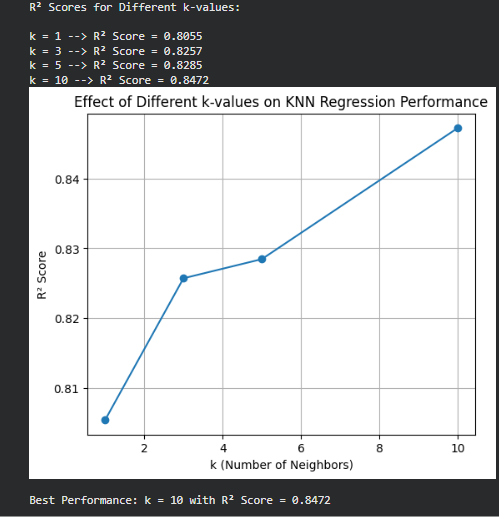 R² Scores for Different k-values:
k = 1 --> R² Score = 0.8055
k = 3 --> R² Score = 0.8257
k = 5 --> R² Score = 0.8285
k = 10 --> R² Score = 0.8472
Effect of Different k-values on KNN Regression Performance
0.84
0.83
0.82
0.81
R² Score
2 4 6 8 10
k (Number of Neighbors)
Best Performance: k = 10 with R² Score = 0.8472